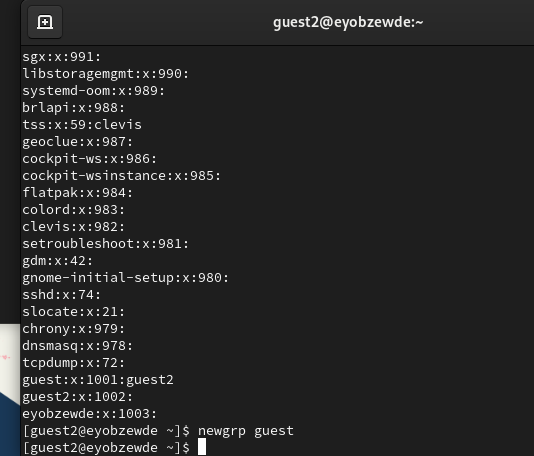 guest2@eyobzewde:~
sgx:x:991:
libstoragemgmt:x:990:
systemd-oom:x:989:
brlapi:x:988:
tss:x:59:clevis
geoclue:x:987:
cockpit-ws:x:986:
cockpit-wsinstance:x:985:
flatpak:x:984:
colord:x:983:
clevis:x:982:
setroubleshoot:x:981:
gdm:x:42:
gnome-initial-setup:x:980:
sshd:x:74:
slocate:x:21:
chrony:x:979:
dnsmasq:x:978:
tcpdump:x:72:
guest:x:1001:guest2
guest2:x:1002:
eyobzewde:x:1003:
[guest2@eyobzewde ~]$ newgrp guest
[guest2@eyobzewde ~]$